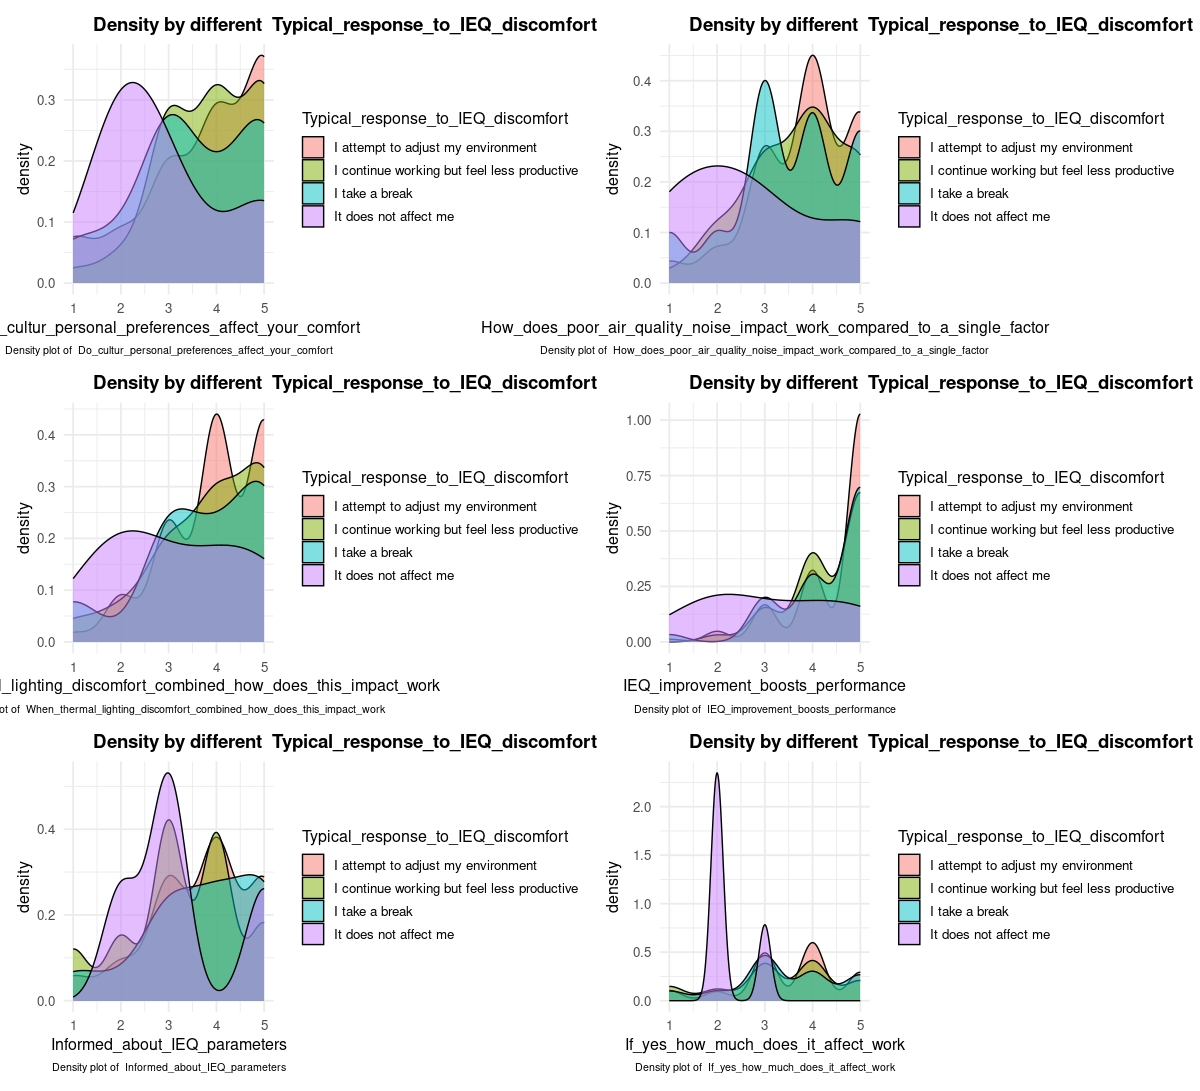 Density by different  Typical_response_to_IEQ_discomfort
density
0.3
0.2
0.1
0.0
1 2 3 4 5
_cultur_personal_preferences_affect_your_comfort
Density plot of  Do_cultur_personal_preferences_affect_your_comfort
Typical_response_to_IEQ_discomfort
I attempt to adjust my environment
I continue working but feel less productive
I take a break
It does not affect me
Density by different  Typical_response_to_IEQ_discomfort
density
0.4
0.3
0.2
0.1
0.0
1 2 3 4 5
How_does_poor_air_quality_noise_impact_work_compared_to_a_single_factor
Density plot of  How_does_poor_air_quality_noise_impact_work_compared_to_a_single_factor
Typical_response_to_IEQ_discomfort
I attempt to adjust my environment
I continue working but feel less productive
I take a break
It does not affect me
Density by different  Typical_response_to_IEQ_discomfort
density
0.4
0.3
0.2
0.1
0.0
1 2 3 4 5
l_lighting_discomfort_combined_how_does_this_impact_work
ot of  When_thermal_lighting_discomfort_combined_how_does_this_impact_work
Typical_response_to_IEQ_discomfort
I attempt to adjust my environment
I continue working but feel less productive
I take a break
It does not affect me
Density by different  Typical_response_to_IEQ_discomfort
density
1.00
0.75
0.50
0.25
0.00
1 2 3 4 5
IEQ_improvement_boosts_performance
Density plot of  IEQ_improvement_boosts_performance
Typical_response_to_IEQ_discomfort
I attempt to adjust my environment
I continue working but feel less productive
I take a break
It does not affect me
Density by different  Typical_response_to_IEQ_discomfort
density
0.4
0.2
0.0
1 2 3 4 5
Informed_about_IEQ_parameters
Density plot of  Informed_about_IEQ_parameters
Typical_response_to_IEQ_discomfort
I attempt to adjust my environment
I continue working but feel less productive
I take a break
It does not affect me
Density by different  Typical_response_to_IEQ_discomfort
density
2.0
1.5
1.0
0.5
0.0
1 2 3 4 5
If_yes_how_much_does_it_affect_work
Density plot of  If_yes_how_much_does_it_affect_work
Typical_response_to_IEQ_discomfort
I attempt to adjust my environment
I continue working but feel less productive
I take a break
It does not affect me